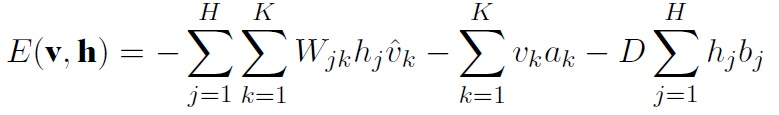 E(𝐯, 𝐡) = − ∑_{j=1}^{H} ∑_{k=1}^{K} W_{jk} h_j v̂_k − ∑_{k=1}^{K} v_k a_k − D ∑_{j=1}^{H} h_j b_j